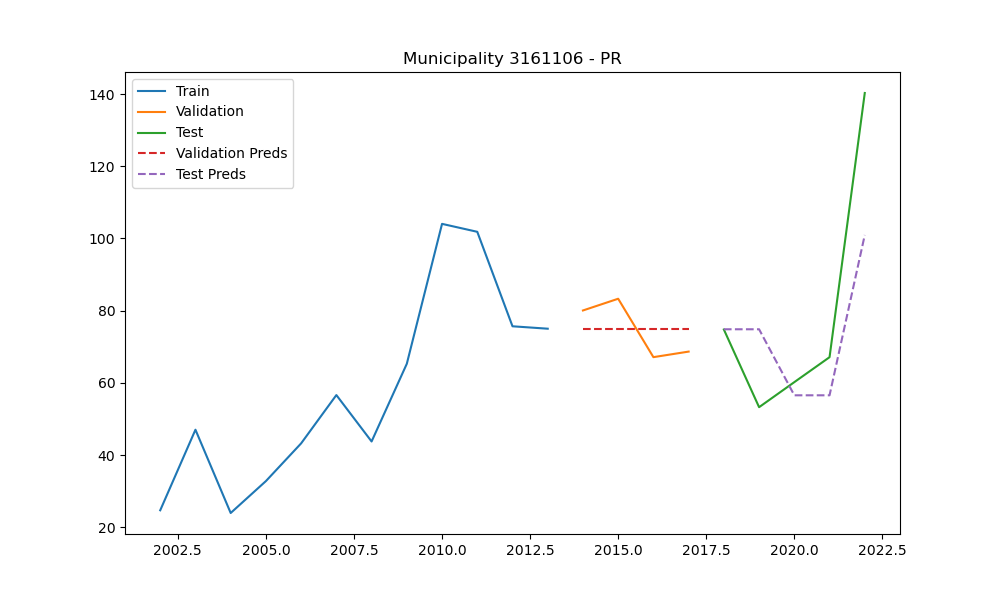 Municipality 3161106 - PR
Train
Validation
Test
Validation Preds
Test Preds
140
120
100
80
60
40
20
2002.5 2005.0 2007.5 2010.0 2012.5 2015.0 2017.5 2020.0 2022.5